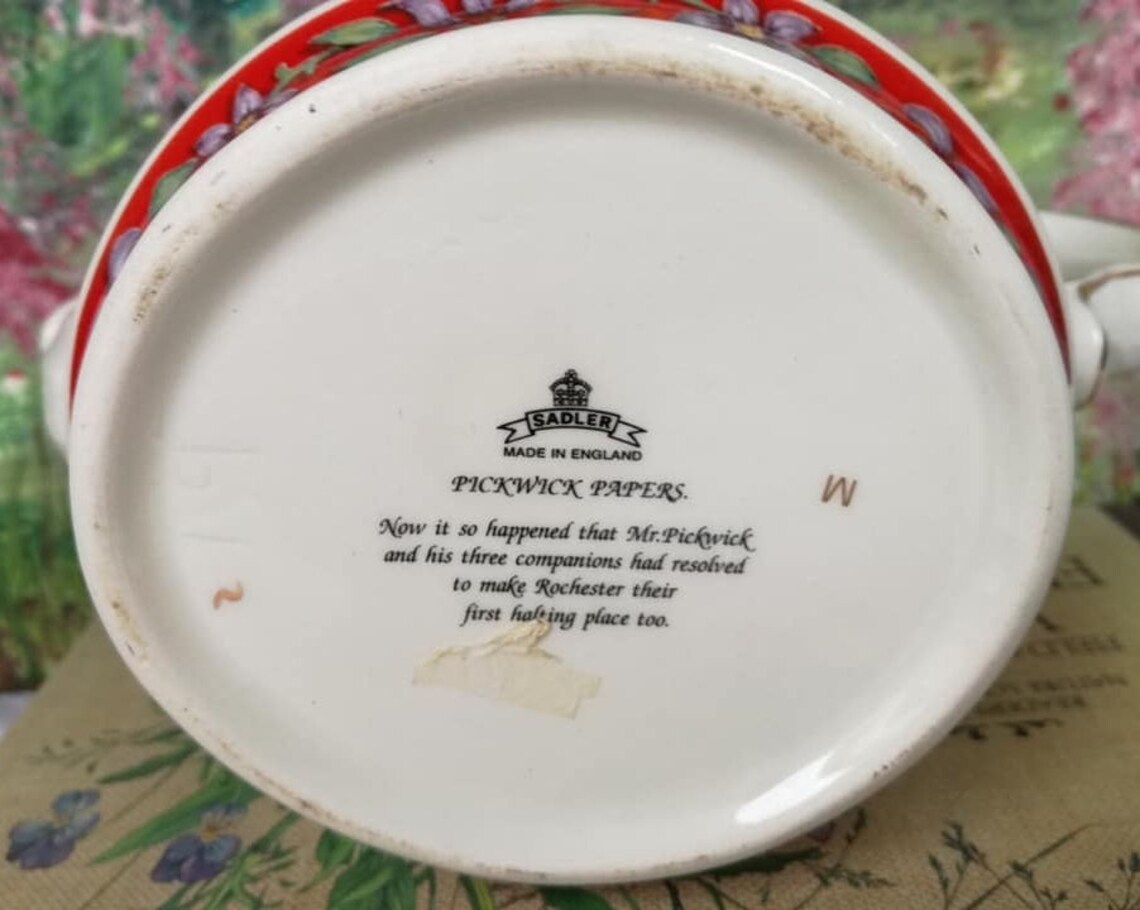 SADLER
MADE IN ENGLAND
PICKWICK PAPERS.
Now it so happened that Mr.Pickwick
and his three companions had resolved
to make Rochester their
first halting place too.
M
~